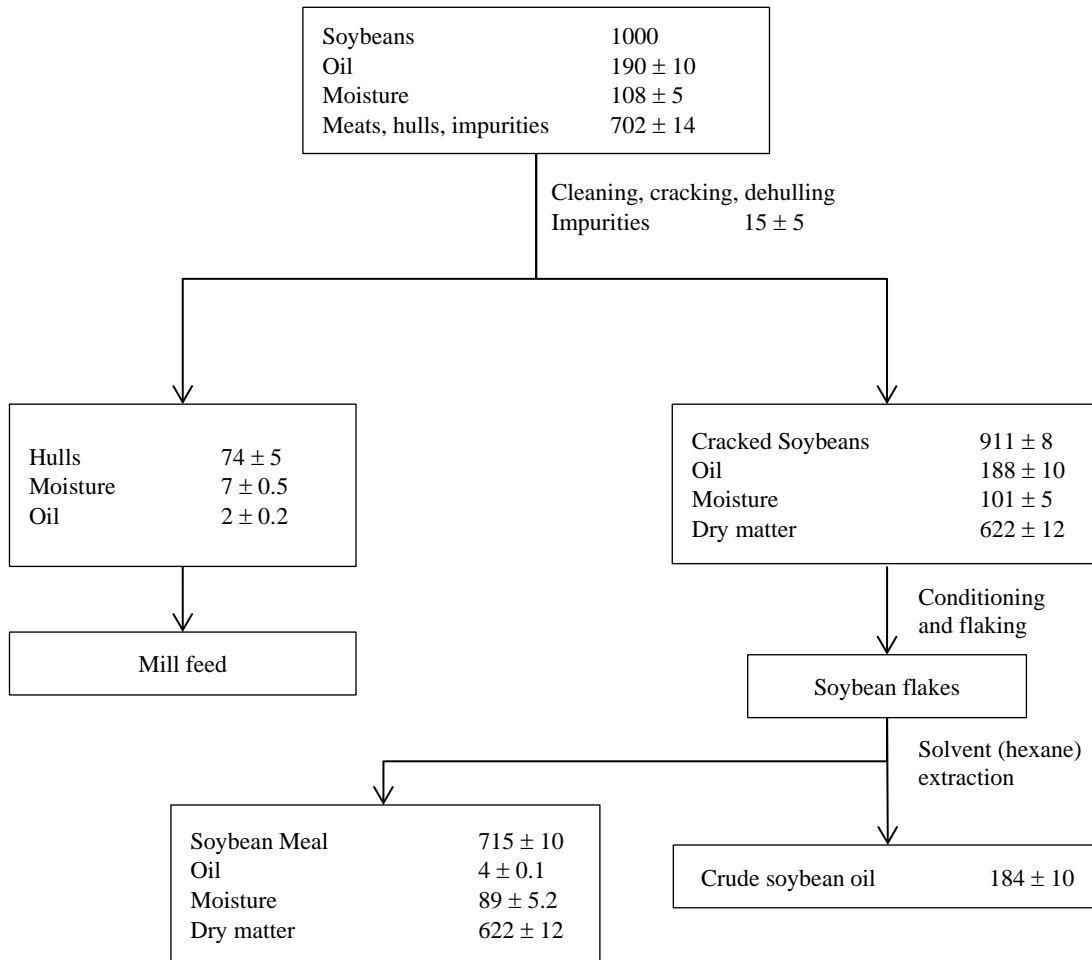 Soybeans 1000
Oil 190 ± 10
Moisture 108 ± 5
Meats, hulls, impurities 702 ± 14
Cleaning, cracking, dehulling
Impurities 15 ± 5
Hulls 74 ± 5
Moisture 7 ± 0.5
Oil 2 ± 0.2
Cracked Soybeans 911 ± 8
Oil 188 ± 10
Moisture 101 ± 5
Dry matter 622 ± 12
Conditioning
and flaking
Mill feed
Soybean flakes
Solvent (hexane)
extraction
Soybean Meal 715 ± 10
Oil 4 ± 0.1
Moisture 89 ± 5.2
Dry matter 622 ± 12
Crude soybean oil 184 ± 10